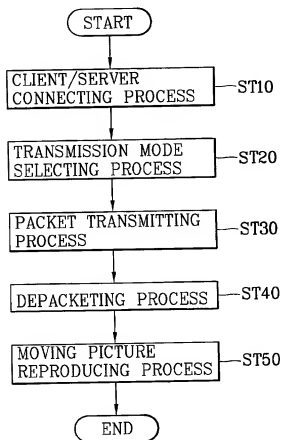 START
CLIENT/SERVER
CONNECTING PROCESS
ST10
TRANSMISSION MODE
SELECTING PROCESS
ST20
PACKET TRANSMITTING
PROCESS
ST30
DEPACKETING PROCESS
ST40
MOVING PICTURE
REPRODUCING PROCESS
ST50
END